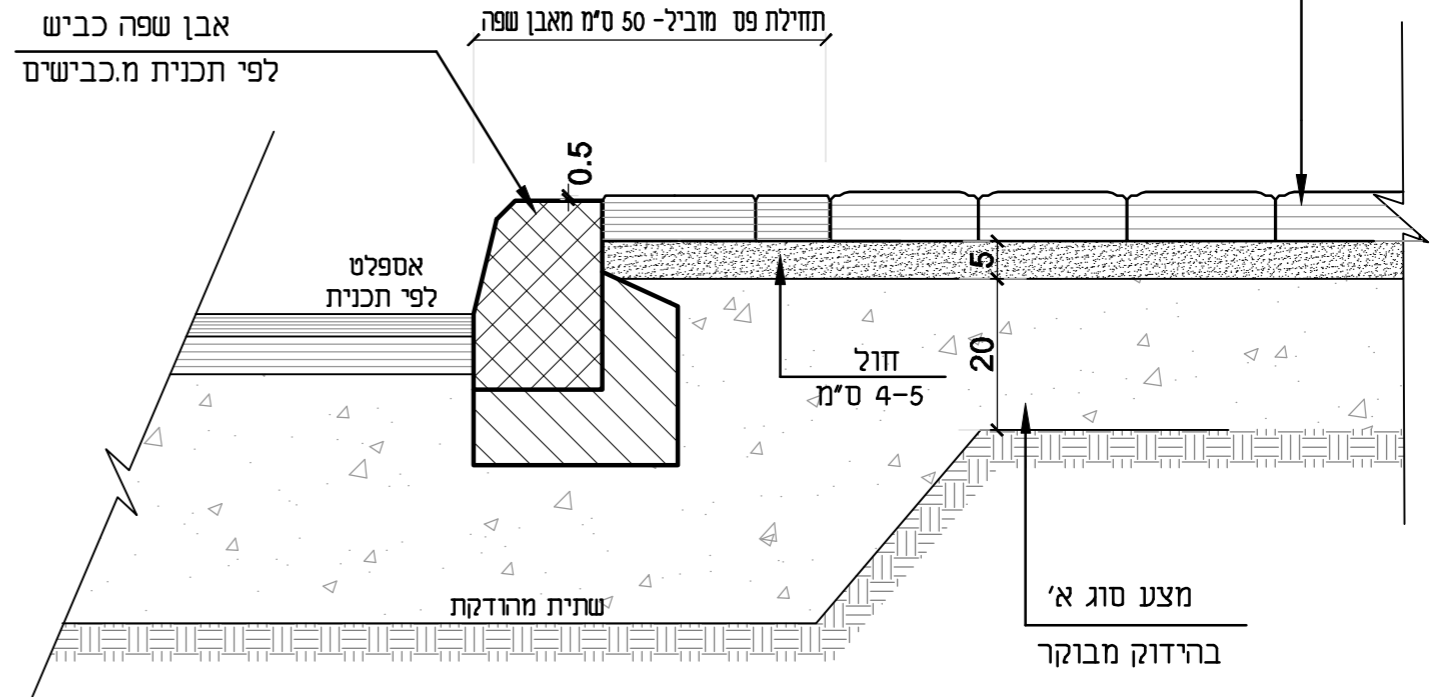 תחילת פס מוביל- 50 ס"מ מאבן שפה
אבן שפה כביש
לפי תכנית מ.כבישים
0.5
אספלט
לפי תכנית
5
20
חול
4-5 ס"מ
שתית מהודקת
מצע סוג א'
בהידוק מבוקר